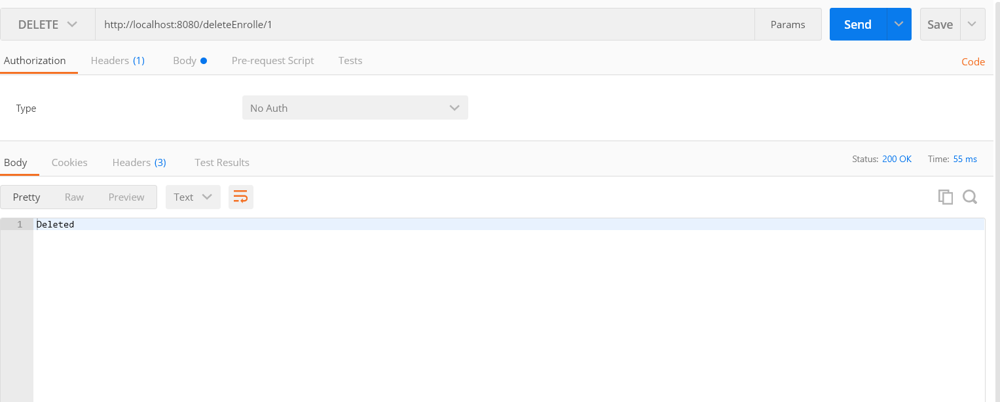 DELETE http://localhost:8080/deleteEnrolle/1 Params Send Save
Authorization Headers (1) Body Pre-request Script Tests Code
Type No Auth
Body Cookies Headers (3) Test Results Status: 200 OK Time: 55 ms
Pretty Raw Preview Text
1 Deleted